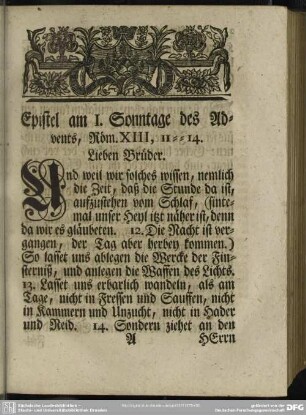 Epistel am I. Sonntage des Ad-
vents, Röm. XIII, 11 == 14.
Lieben Brüder.
Und weil wir solches wissen, nemlich
die Zeit, daß die Stunde da ist,
aufzustehen vom Schlaf, (sinte-
mal unser Heyl itzt näher ist, denn
da wir es gläubeten. 12. Die Nacht ist ver-
gangen, der Tag aber herbey kommen.)
So lasset uns ablegen die Wercke der Fin-
sterniß, und anlegen die Waffen des Lichts.
13. Lasset uns erbarlich wandeln, als am
Tage, nicht in Fressen und Sauffen, nicht
in Kammern und Unzucht, nicht in Hader
und Neid. 14. Sondern ziehet an den
A HErrn